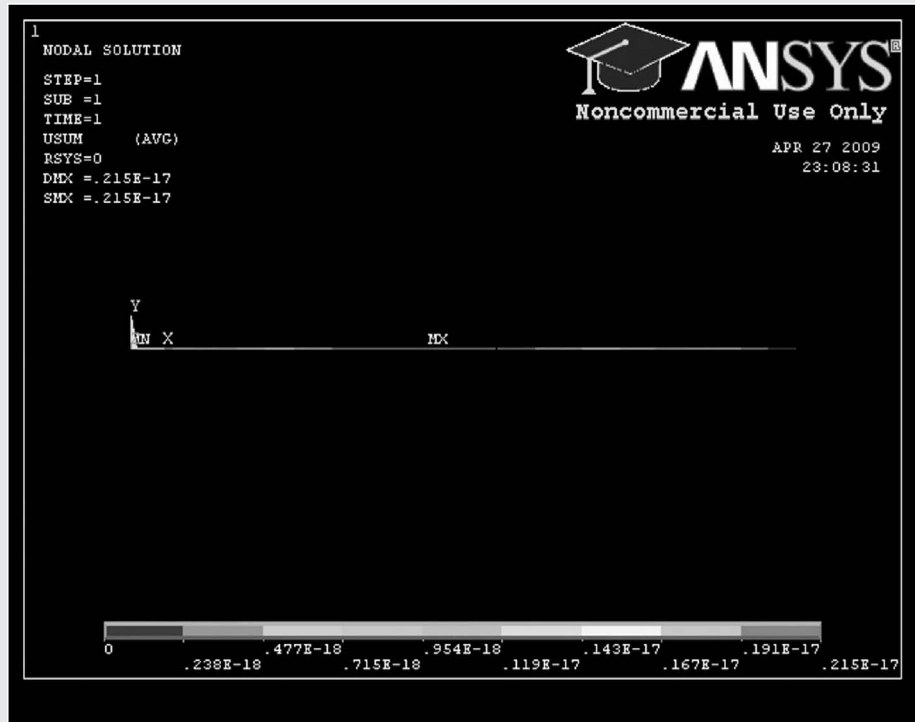 1
NODAL SOLUTION
STEP=1
SUB =1
TIME=1
USUM (AVG)
RSYS=0
DMX =.215E-17
SMX =.215E-17
ANSYS®
Noncommercial Use Only
APR 27 2009
23:08:31
Y
MN X
MX
0 .477E-18 .954E-18 .143E-17 .191E-17
.238E-18 .715E-18 .119E-17 .167E-17 .215E-17